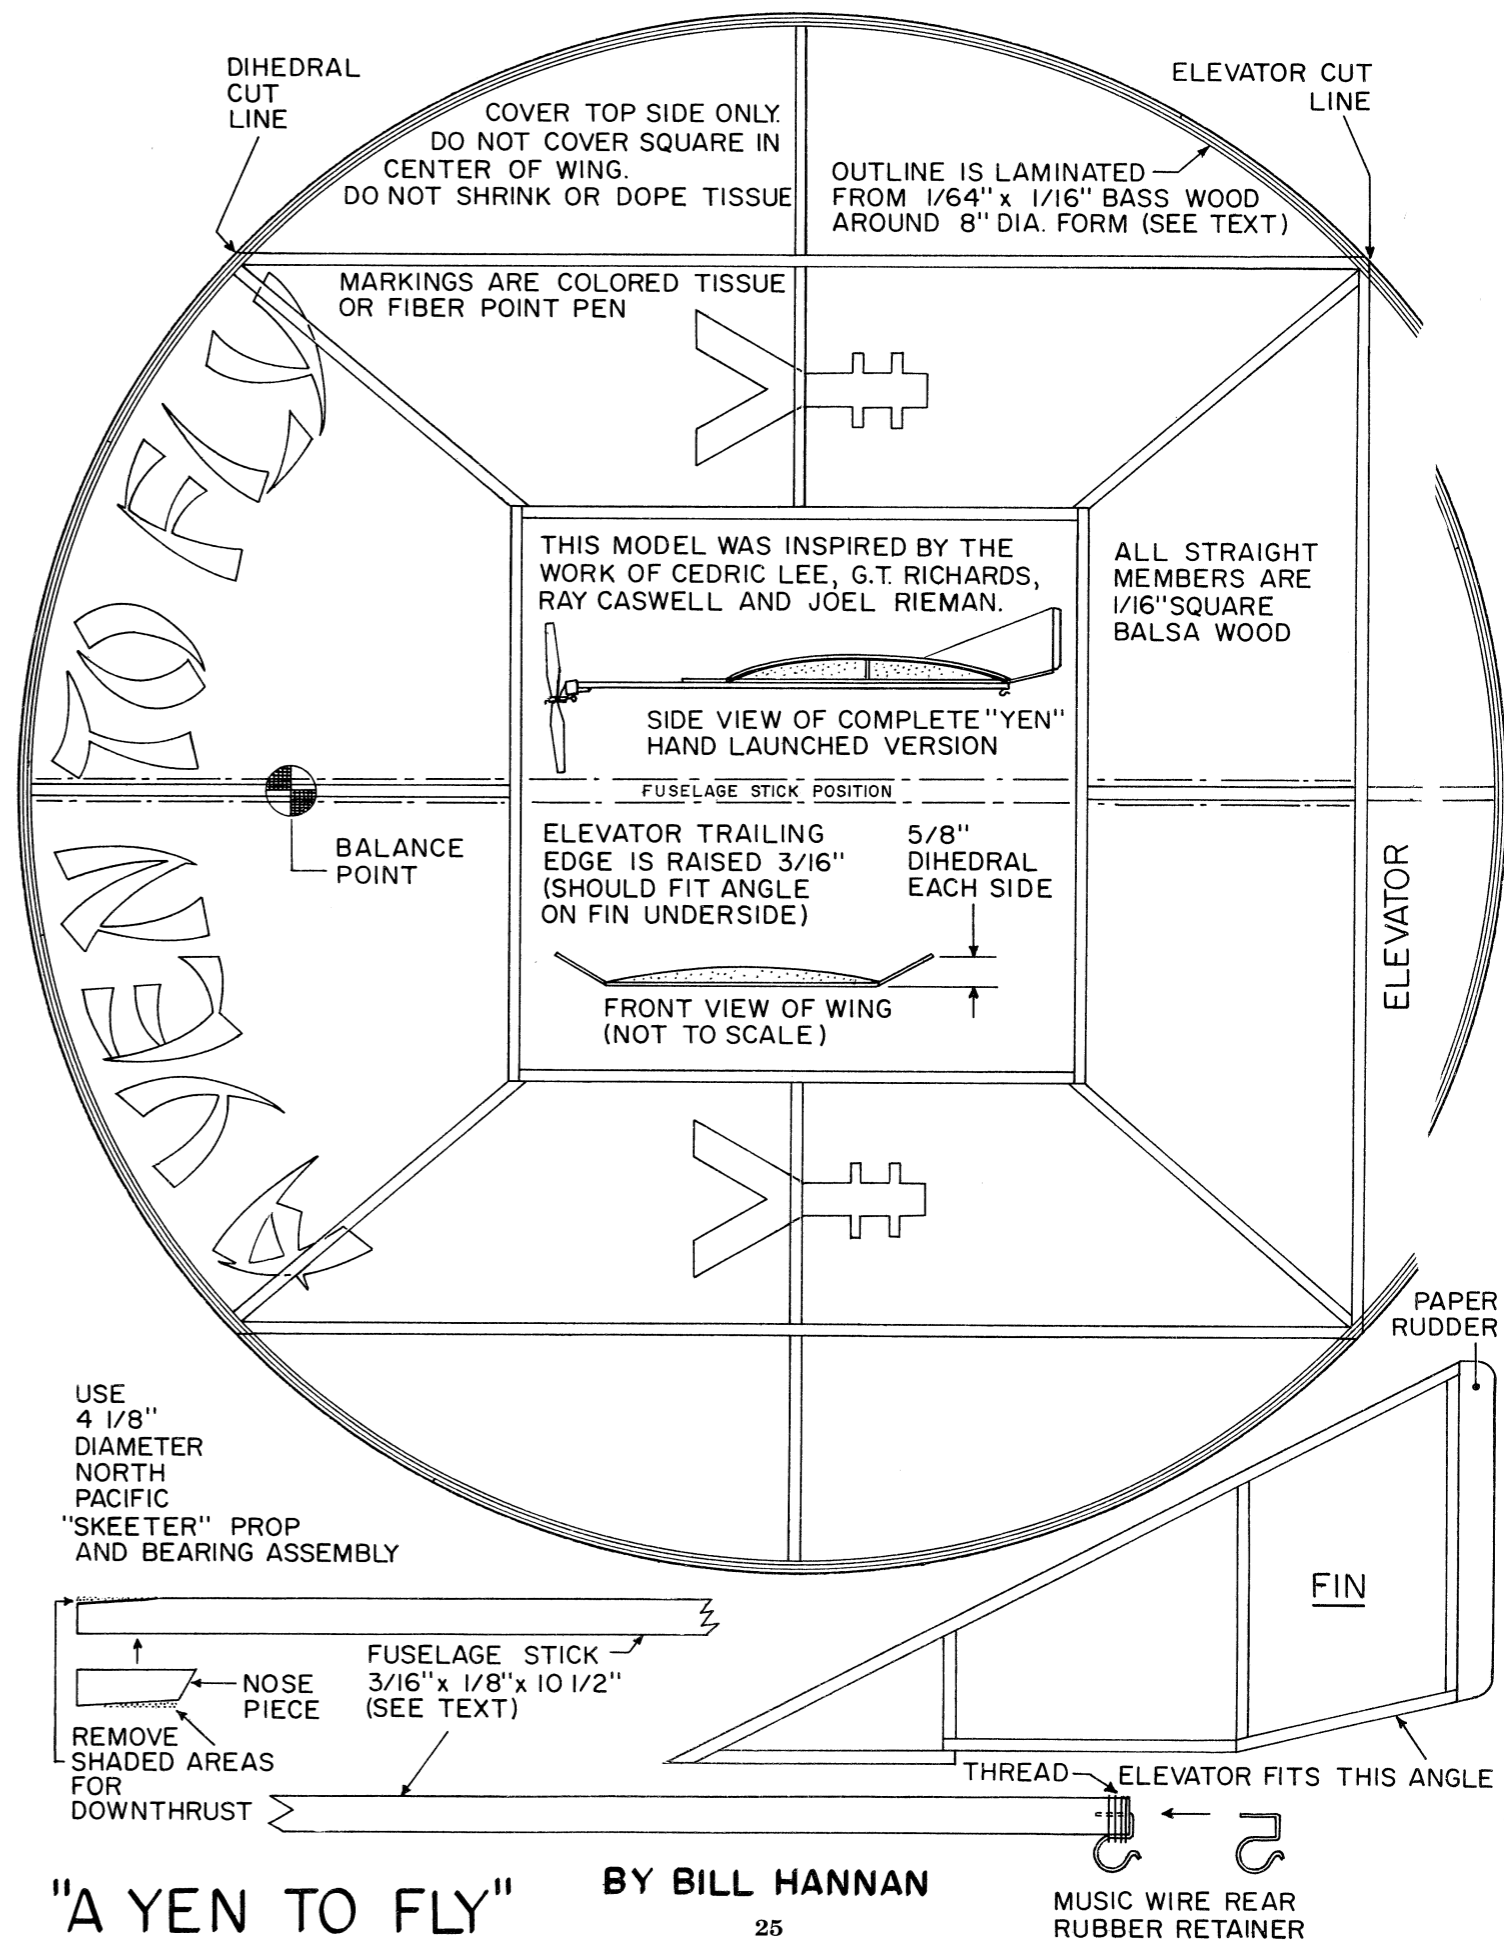 DIHEDRAL
CUT
LINE
ELEVATOR CUT
LINE
COVER TOP SIDE ONLY.
DO NOT COVER SQUARE IN
CENTER OF WING.
DO NOT SHRINK OR DOPE TISSUE
OUTLINE IS LAMINATED
FROM 1/64" x 1/16" BASS WOOD
AROUND 8" DIA. FORM (SEE TEXT)
MARKINGS ARE COLORED TISSUE
OR FIBER POINT PEN
A YEN TO FLY
THIS MODEL WAS INSPIRED BY THE
WORK OF CEDRIC LEE, G.T. RICHARDS,
RAY CASWELL AND JOEL RIEMAN.
ALL STRAIGHT
MEMBERS ARE
1/16" SQUARE
BALSA WOOD
SIDE VIEW OF COMPLETE "YEN"
HAND LAUNCHED VERSION
FUSELAGE STICK POSITION
BALANCE
POINT
ELEVATOR TRAILING
EDGE IS RAISED 3/16"
(SHOULD FIT ANGLE
ON FIN UNDERSIDE)
5/8"
DIHEDRAL
EACH SIDE
ELEVATOR
FRONT VIEW OF WING
(NOT TO SCALE)
PAPER
RUDDER
USE
4 1/8"
DIAMETER
NORTH
PACIFIC
"SKEETER" PROP
AND BEARING ASSEMBLY
FIN
FUSELAGE STICK
3/16" x 1/8" x 10 1/2"
(SEE TEXT)
NOSE
PIECE
REMOVE
SHADED AREAS
FOR
DOWNTHRUST
THREAD
ELEVATOR FITS THIS ANGLE
MUSIC WIRE REAR
RUBBER RETAINER
"A YEN TO FLY"
BY BILL HANNAN
25